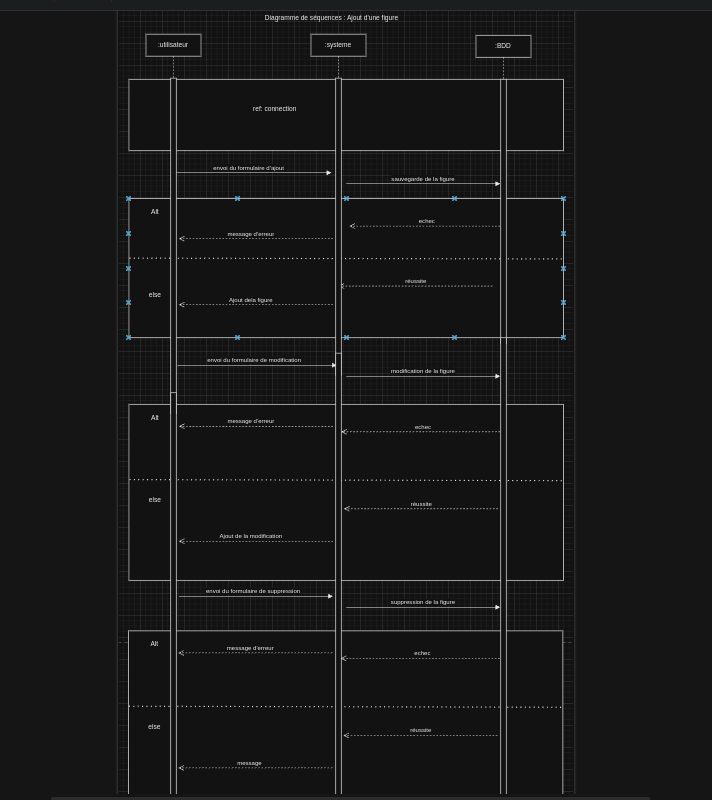 Diagramme de séquences : Ajout d'une figure
:utilisateur
:systeme
:BDD
ref: connection
envoi du formulaire d'ajout
sauvegarde de la figure
Alt
echec
message d'erreur
réussite
else
Ajout dela figure
envoi du formulaire de modification
modification de la figure
Alt
message d'erreur
echec
else
réussite
Ajout de la modification
envoi du formulaire de suppression
suppression de la figure
Alt
message d'erreur
echec
else
réussite
message